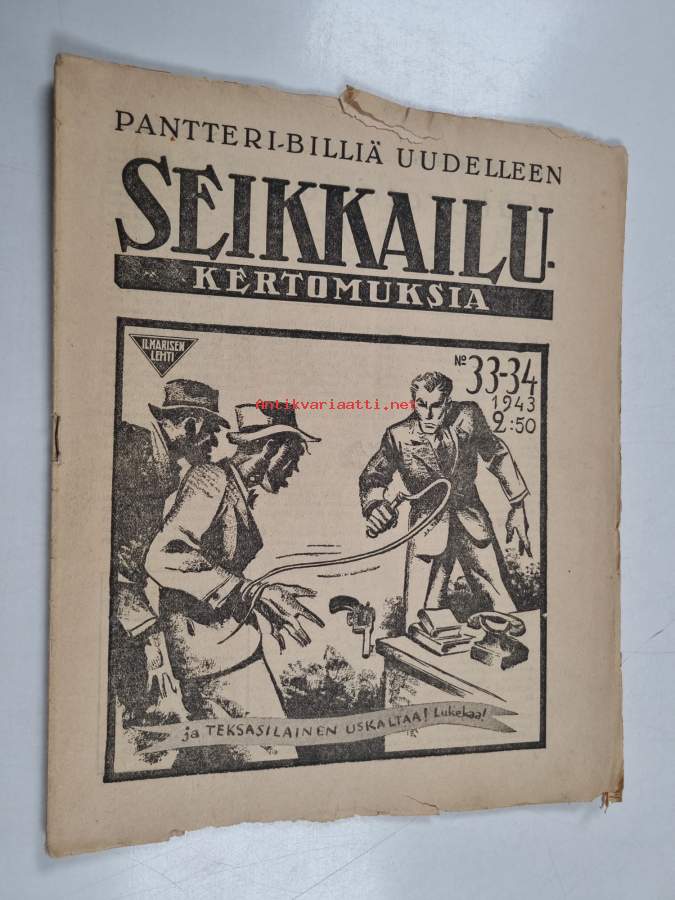 PANTTERI-BILLIÄ UUDELLEEN
SEIKKAILU-
KERTOMUKSIA
ILMARISEN
LEHTI
No 33-34
1943
2:50
Antikvariaatti.net
ja TEKSASILAINEN USKALTAA! Lukekaa!